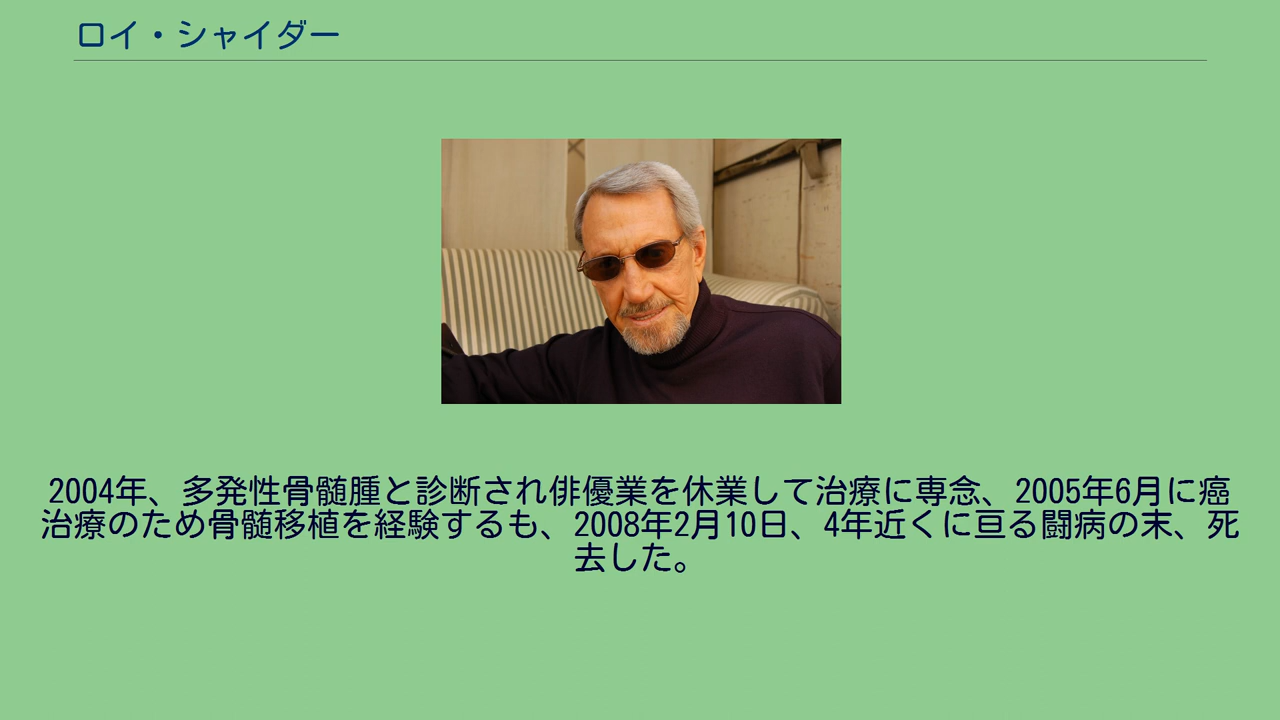 ロイ・シャイダー
2004年、多発性骨髄腫と診断され俳優業を休業して治療に専念、2005年6月に癌
治療のため骨髄移植を経験するも、2008年2月10日、4年近くに亘る闘病の末、死
去した。